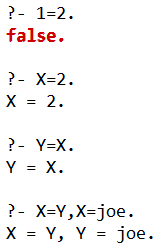 ?- 1=2.
false.
?- X=2.
X = 2.
?- Y=X.
Y = X.
?- X=Y,X=joe.
X = Y, Y = joe.